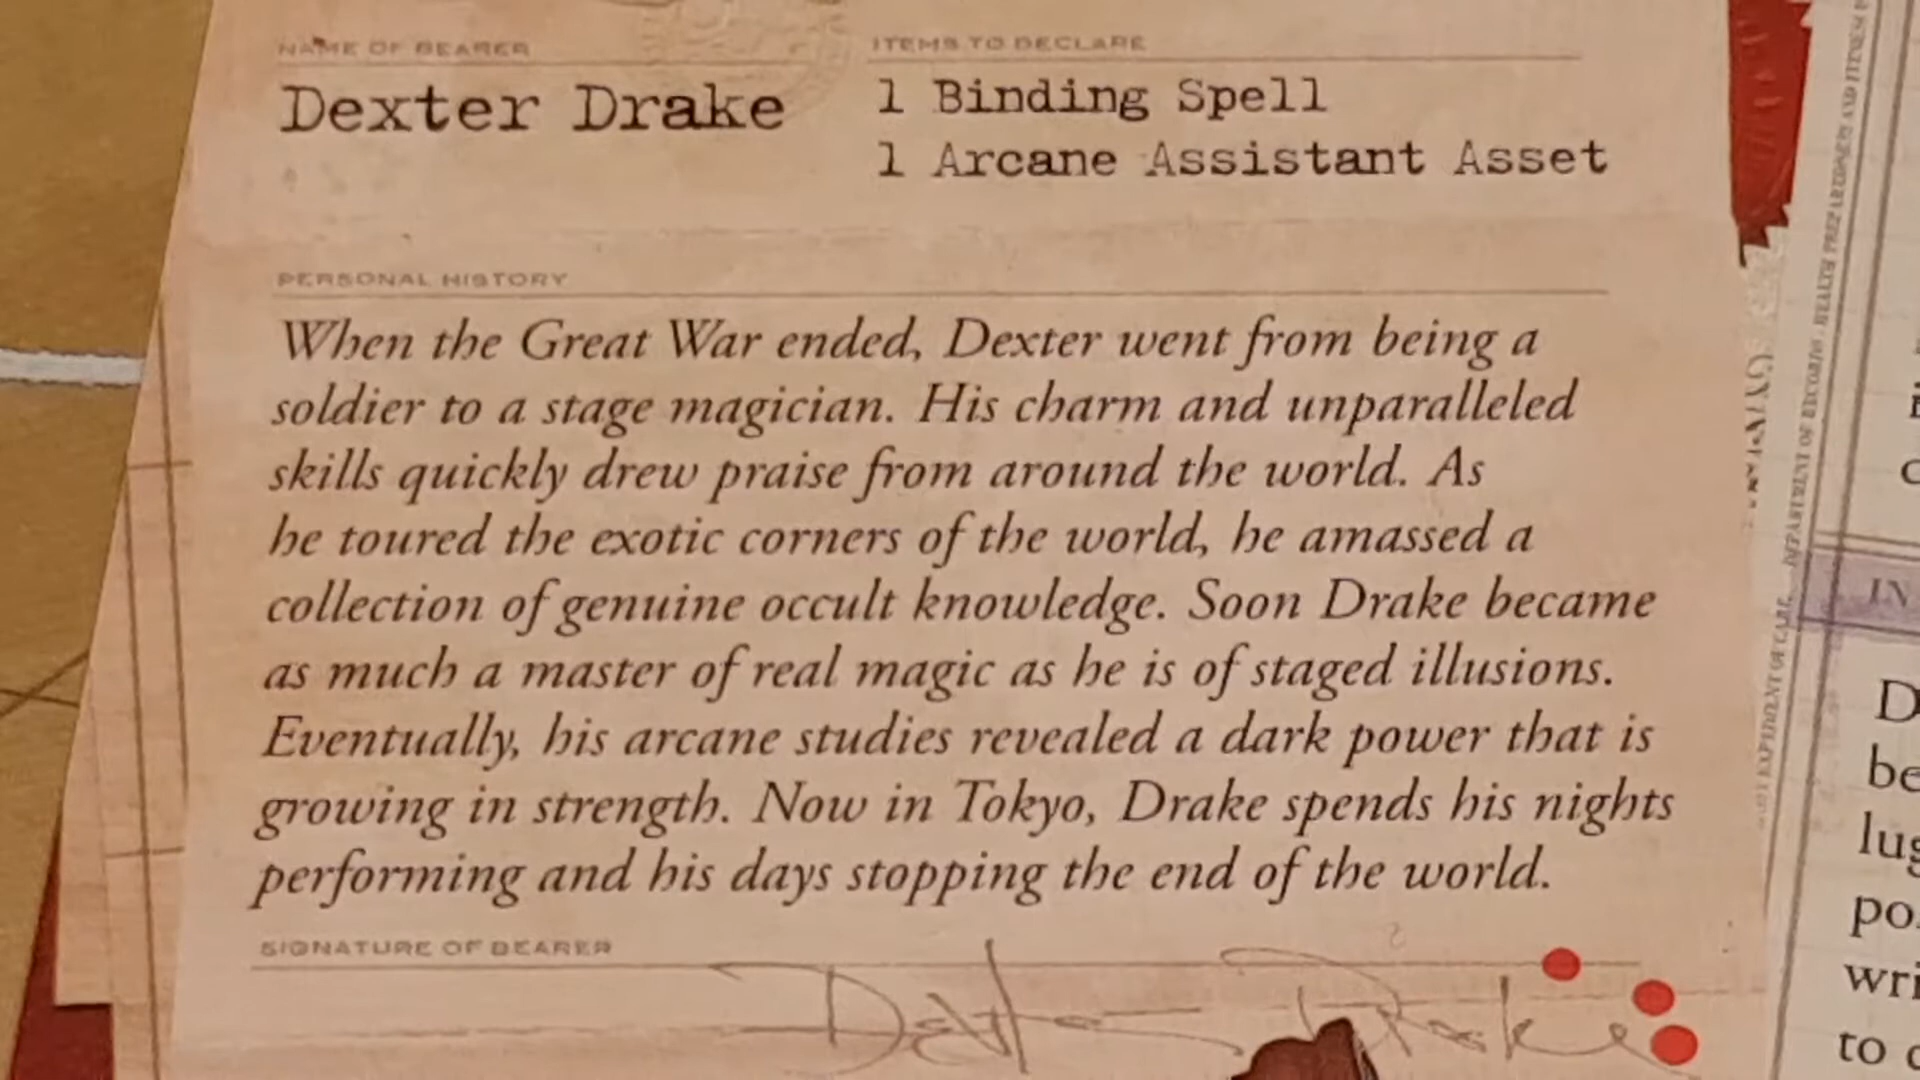 NAME OF BEARER
Dexter Drake
ITEMS TO DECLARE
1 Binding Spell
1 Arcane Assistant Asset
PERSONAL HISTORY
When the Great War ended, Dexter went from being a
soldier to a stage magician. His charm and unparalleled
skills quickly drew praise from around the world. As
he toured the exotic corners of the world, he amassed a
collection of genuine occult knowledge. Soon Drake became
as much a master of real magic as he is of staged illusions.
Eventually, his arcane studies revealed a dark power that is
growing in strength. Now in Tokyo, Drake spends his nights
performing and his days stopping the end of the world.
SIGNATURE OF BEARER
Dexter Drake
IN
be
to